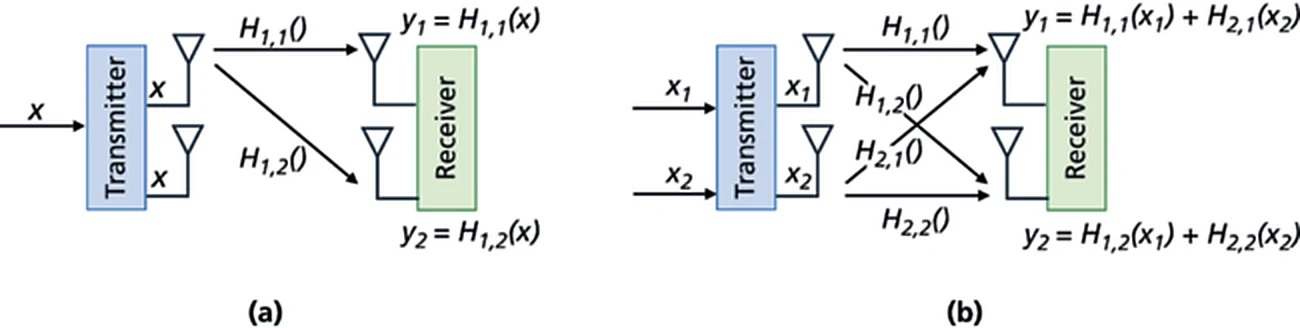 x
Transmitter
x
x
H1,1()
H1,2()
y1 = H1,1(x)
Receiver
y2 = H1,2(x)
(a)
x1
x2
Transmitter
x1
x2
H1,1()
H1,2()
H2,1()
H2,2()
y1 = H1,1(x1) + H2,1(x2)
Receiver
y2 = H1,2(x1) + H2,2(x2)
(b)